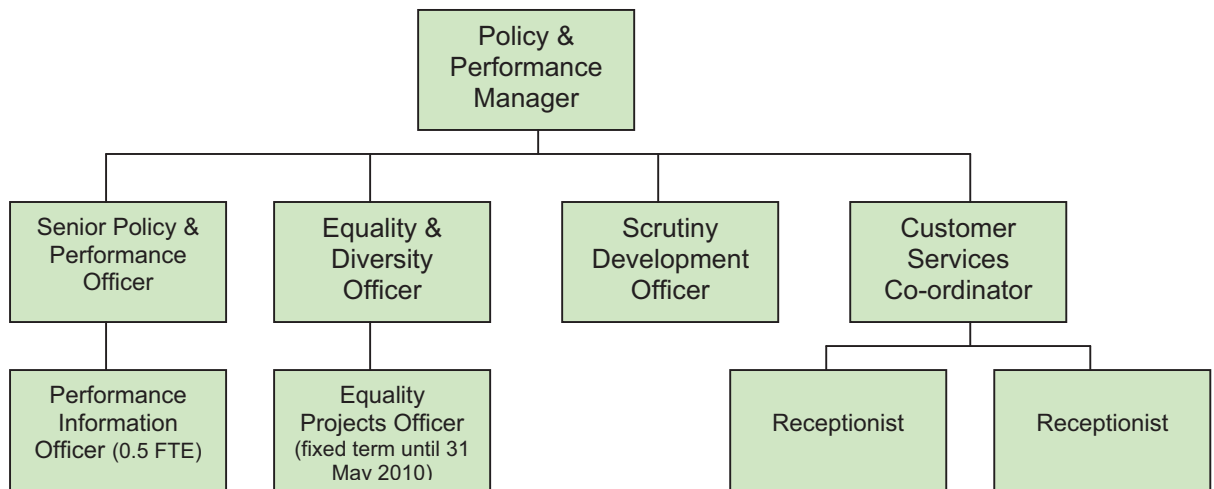 Policy &
Performance
Manager
Senior Policy &
Performance
Officer
Equality &
Diversity
Officer
Scrutiny
Development
Officer
Customer
Services
Co-ordinator
Performance
Information
Officer (0.5 FTE)
Equality
Projects Officer
(fixed term until 31
May 2010)
Receptionist
Receptionist